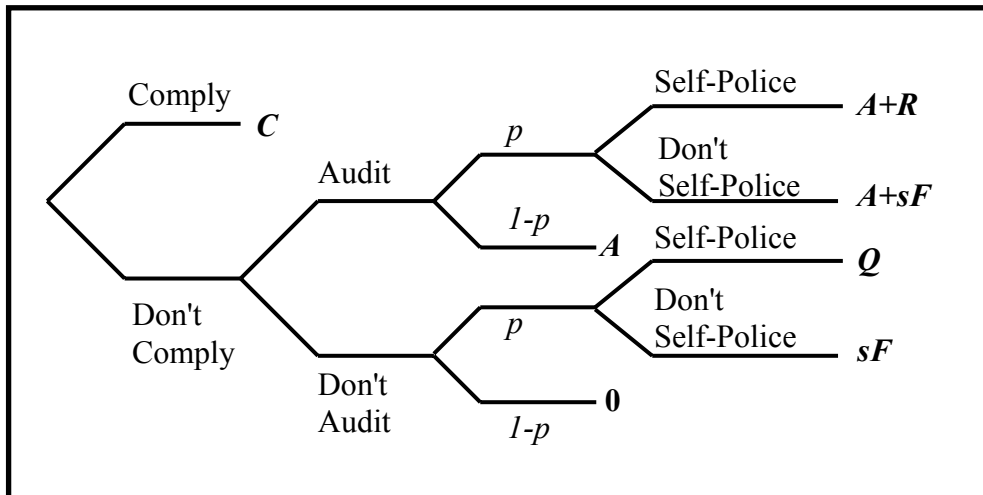 Comply
C
Don't
Comply
Audit
Don't
Audit
p
1-p
A
p
1-p
0
Self-Police
A+R
Don't
Self-Police
A+sF
Self-Police
Q
Don't
Self-Police
sF